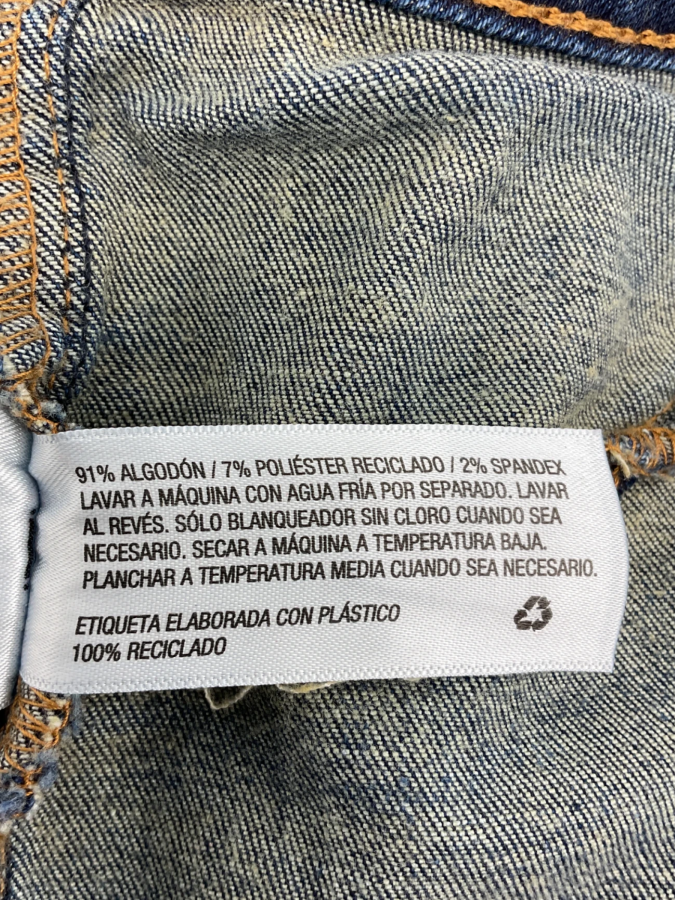 91% ALGODÓN / 7% POLIÉSTER RECICLADO / 2% SPANDEX
LAVAR A MÁQUINA CON AGUA FRÍA POR SEPARADO. LAVAR
AL REVÉS. SÓLO BLANQUEADOR SIN CLORO CUANDO SEA
NECESARIO. SECAR A MÁQUINA A TEMPERATURA BAJA.
PLANCHAR A TEMPERATURA MEDIA CUANDO SEA NECESARIO.
ETIQUETA ELABORADA CON PLÁSTICO
100% RECICLADO